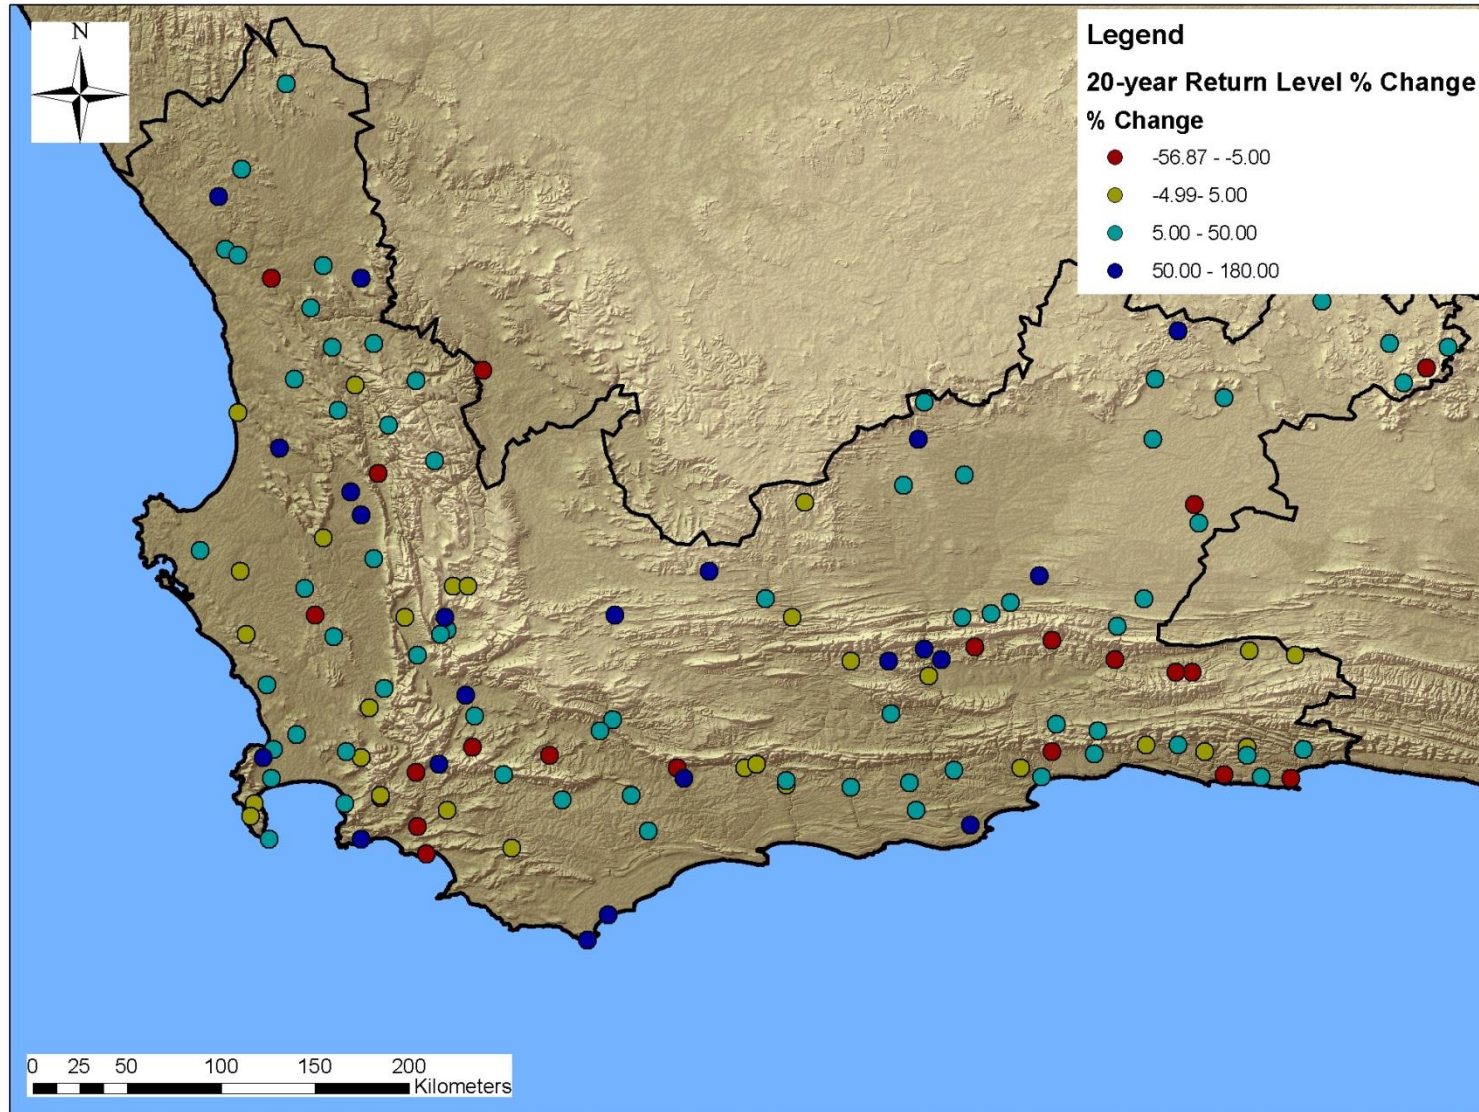 N
Legend
20-year Return Level % Change
% Change
-56.87 - -5.00
-4.99- 5.00
5.00 - 50.00
50.00 - 180.00
0 25 50 100 150 200
Kilometers